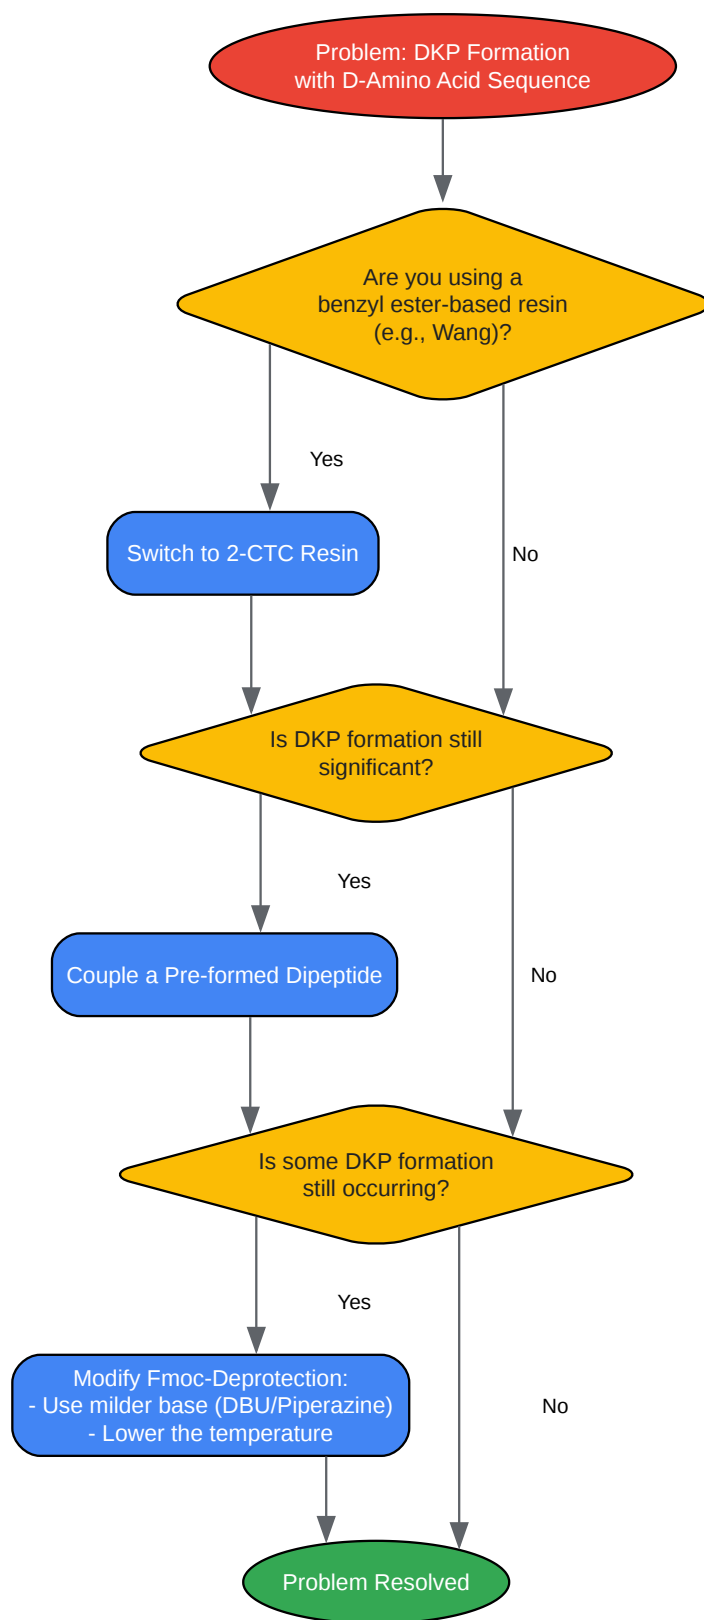 Problem: DKP Formation
with D-Amino Acid Sequence
Are you using a
benzyl ester-based resin
(e.g., Wang)?
Yes
Switch to 2-CTC Resin
No
Is DKP formation still
significant?
Yes
Couple a Pre-formed Dipeptide
No
Is some DKP formation
still occurring?
Yes
Modify Fmoc-Deprotection:
- Use milder base (DBU/Piperazine)
- Lower the temperature
No
Problem Resolved